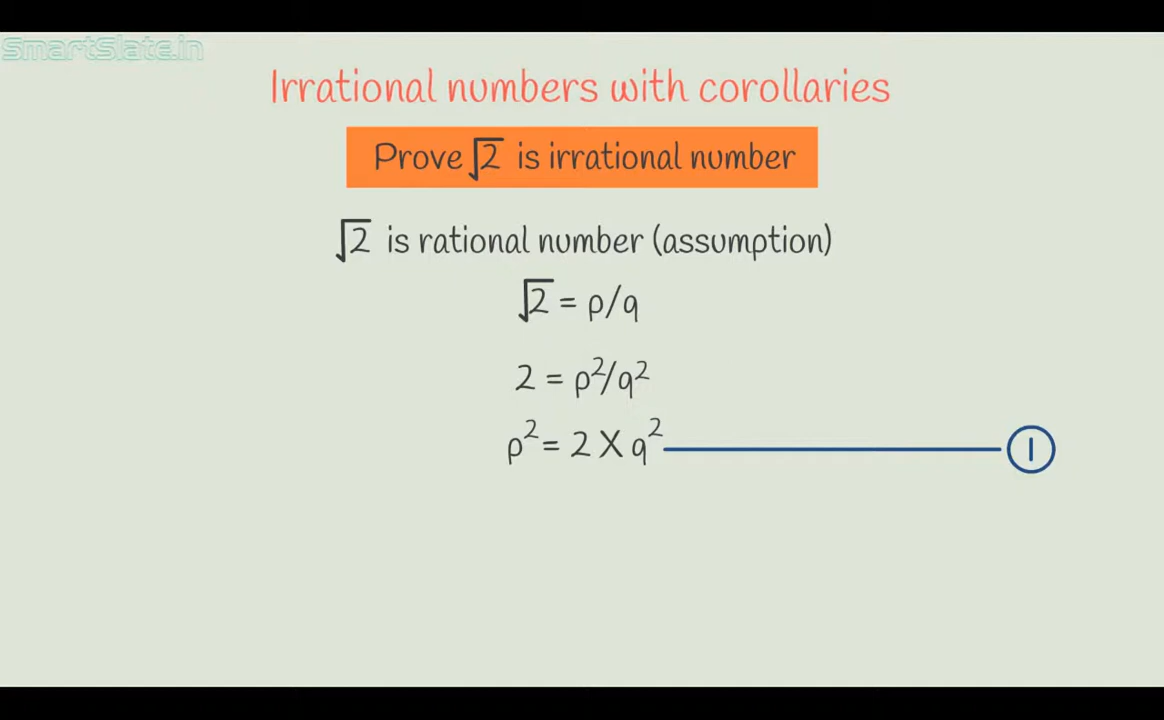 SmartSlate.in
Irrational numbers with corollaries
Prove √2 is irrational number
√2 is rational number (assumption)
√2 = p/q
2 = p²/q²
p² = 2 X q² ①